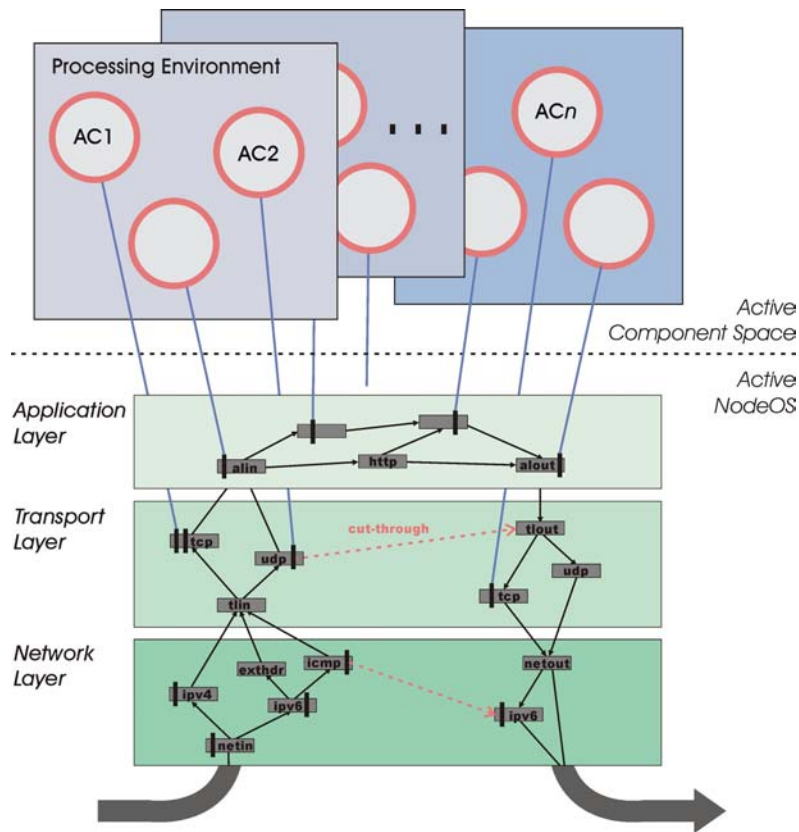 Processing Environment
AC1
AC2
. . .
ACn
Active
Component Space
Active
NodeOS
Application
Layer
alin
http
alout
Transport
Layer
tcp
udp
cut-through
tlout
udp
tcp
tlin
Network
Layer
exthdr
icmp
netout
ipv4
ipv6
ipv6
netin